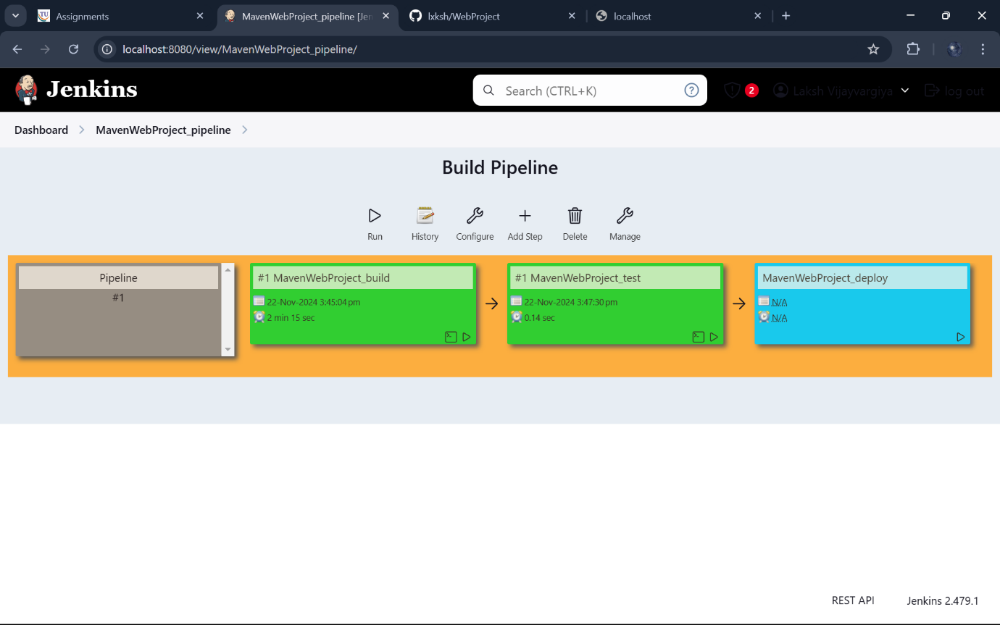 Assignments
MavenWebProject_pipeline [Jen
lxksh/WebProject
localhost
localhost:8080/view/MavenWebProject_pipeline/
Jenkins
Search (CTRL+K)
?
2
Laksh Vijayvargiya
log out
Dashboard
MavenWebProject_pipeline
Build Pipeline
Run
History
Configure
Add Step
Delete
Manage
Pipeline
#1
#1 MavenWebProject_build
22-Nov-2024 3:45:04 pm
2 min 15 sec
#1 MavenWebProject_test
22-Nov-2024 3:47:30 pm
0.14 sec
MavenWebProject_deploy
N/A
N/A
REST API
Jenkins 2.479.1